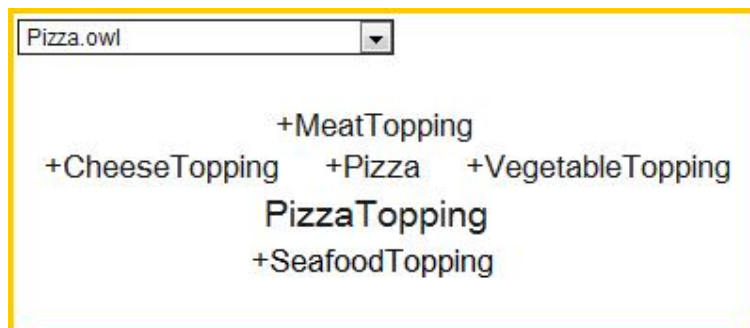 Pizza.owl
+MeatTopping
+CheeseTopping +Pizza +VegetableTopping
PizzaTopping
+SeafoodTopping